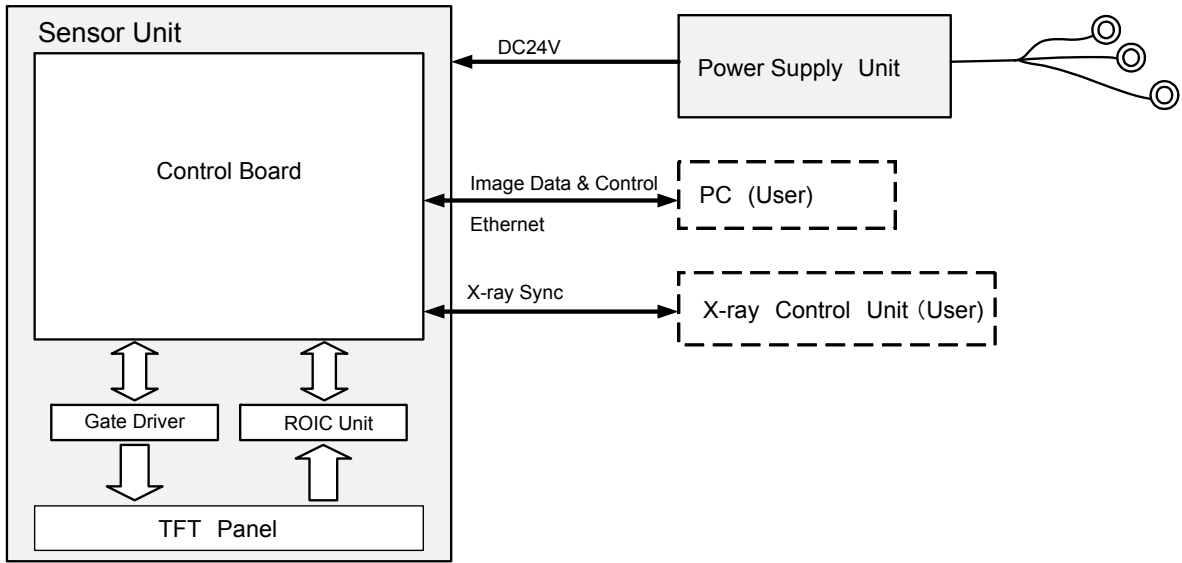 Sensor Unit
Control Board
DC24V
Power Supply Unit
Image Data & Control
Ethernet
PC (User)
X-ray Sync
X-ray Control Unit (User)
Gate Driver
ROIC Unit
TFT Panel